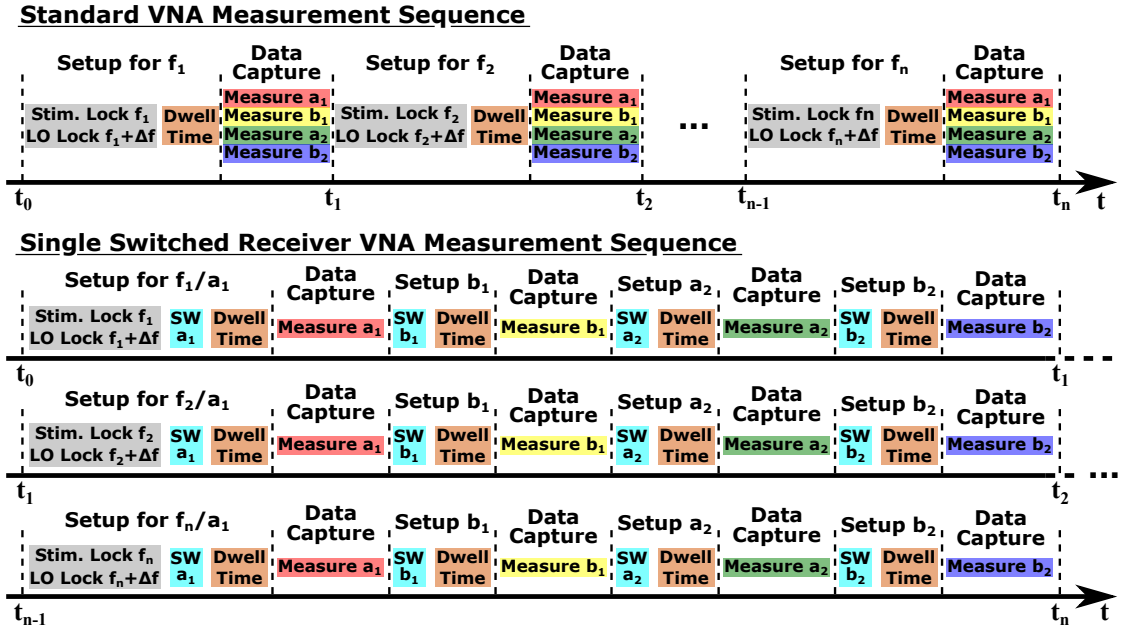 Standard VNA Measurement Sequence
Setup for f₁
Data
Capture
Setup for f₂
Data
Capture
Setup for fₙ
Data
Capture
Stim. Lock f₁
LO Lock f₁+Δf
Dwell
Time
Measure a₁
Measure b₁
Measure a₂
Measure b₂
Stim. Lock f₂
LO Lock f₂+Δf
Dwell
Time
Measure a₁
Measure b₁
Measure a₂
Measure b₂
...
Stim. Lock fn
LO Lock fₙ+Δf
Dwell
Time
Measure a₁
Measure b₁
Measure a₂
Measure b₂
t₀ t₁ t₂ tₙ₋₁ tₙ t
Single Switched Receiver VNA Measurement Sequence
Setup for f₁/a₁
Data
Capture
Setup b₁
Data
Capture
Setup a₂
Data
Capture
Setup b₂
Data
Capture
Stim. Lock f₁
LO Lock f₁+Δf
SW
a₁
Dwell
Time
Measure a₁
SW
b₁
Dwell
Time
Measure b₁
SW
a₂
Dwell
Time
Measure a₂
SW
b₂
Dwell
Time
Measure b₂
t₀ t₁
Setup for f₂/a₁
Data
Capture
Setup b₁
Data
Capture
Setup a₂
Data
Capture
Setup b₂
Data
Capture
Stim. Lock f₂
LO Lock f₂+Δf
SW
a₁
Dwell
Time
Measure a₁
SW
b₁
Dwell
Time
Measure b₁
SW
a₂
Dwell
Time
Measure a₂
SW
b₂
Dwell
Time
Measure b₂
...
t₁ t₂
Setup for fₙ/a₁
Data
Capture
Setup b₁
Data
Capture
Setup a₂
Data
Capture
Setup b₂
Data
Capture
Stim. Lock fₙ
LO Lock fₙ+Δf
SW
a₁
Dwell
Time
Measure a₁
SW
b₁
Dwell
Time
Measure b₁
SW
a₂
Dwell
Time
Measure a₂
SW
b₂
Dwell
Time
Measure b₂
tₙ₋₁ tₙ t